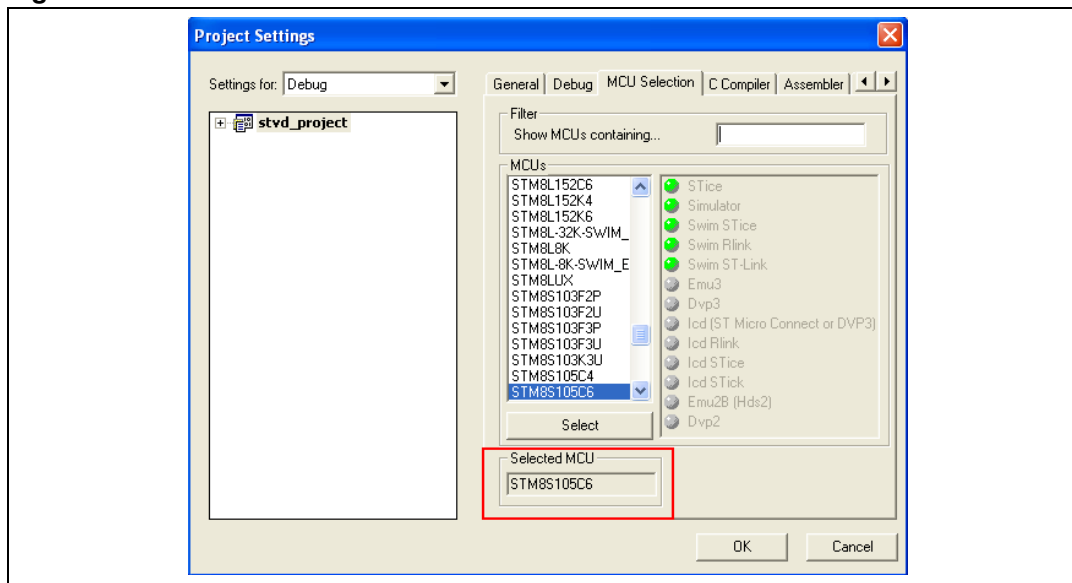 Project Settings
Settings for: Debug
stvd_project
General Debug MCU Selection C Compiler Assembler
Filter
Show MCUs containing...
MCUs
STM8L152C6
STM8L152K4
STM8L152K6
STM8L-32K-SWIM_
STM8L8K
STM8L-8K-SWIM_E
STM8LUX
STM8S103F2P
STM8S103F2U
STM8S103F3P
STM8S103F3U
STM8S103K3U
STM8S105C4
STM8S105C6
Select
STice
Simulator
Swim STice
Swim Rlink
Swim ST-Link
Emu3
Dvp3
Icd (ST Micro Connect or DVP3)
Icd Rlink
Icd STice
Icd STick
Emu2B (Hds2)
Dvp2
Selected MCU
STM8S105C6
OK Cancel